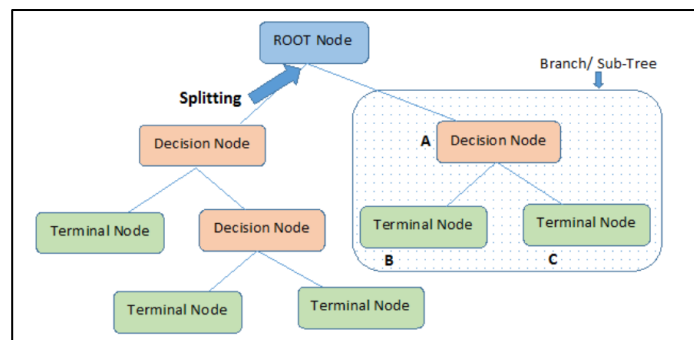 ROOT Node
Branch/ Sub-Tree
Splitting
Decision Node
A
Decision Node
Terminal Node
Decision Node
Terminal Node
Terminal Node
B
C
Terminal Node
Terminal Node